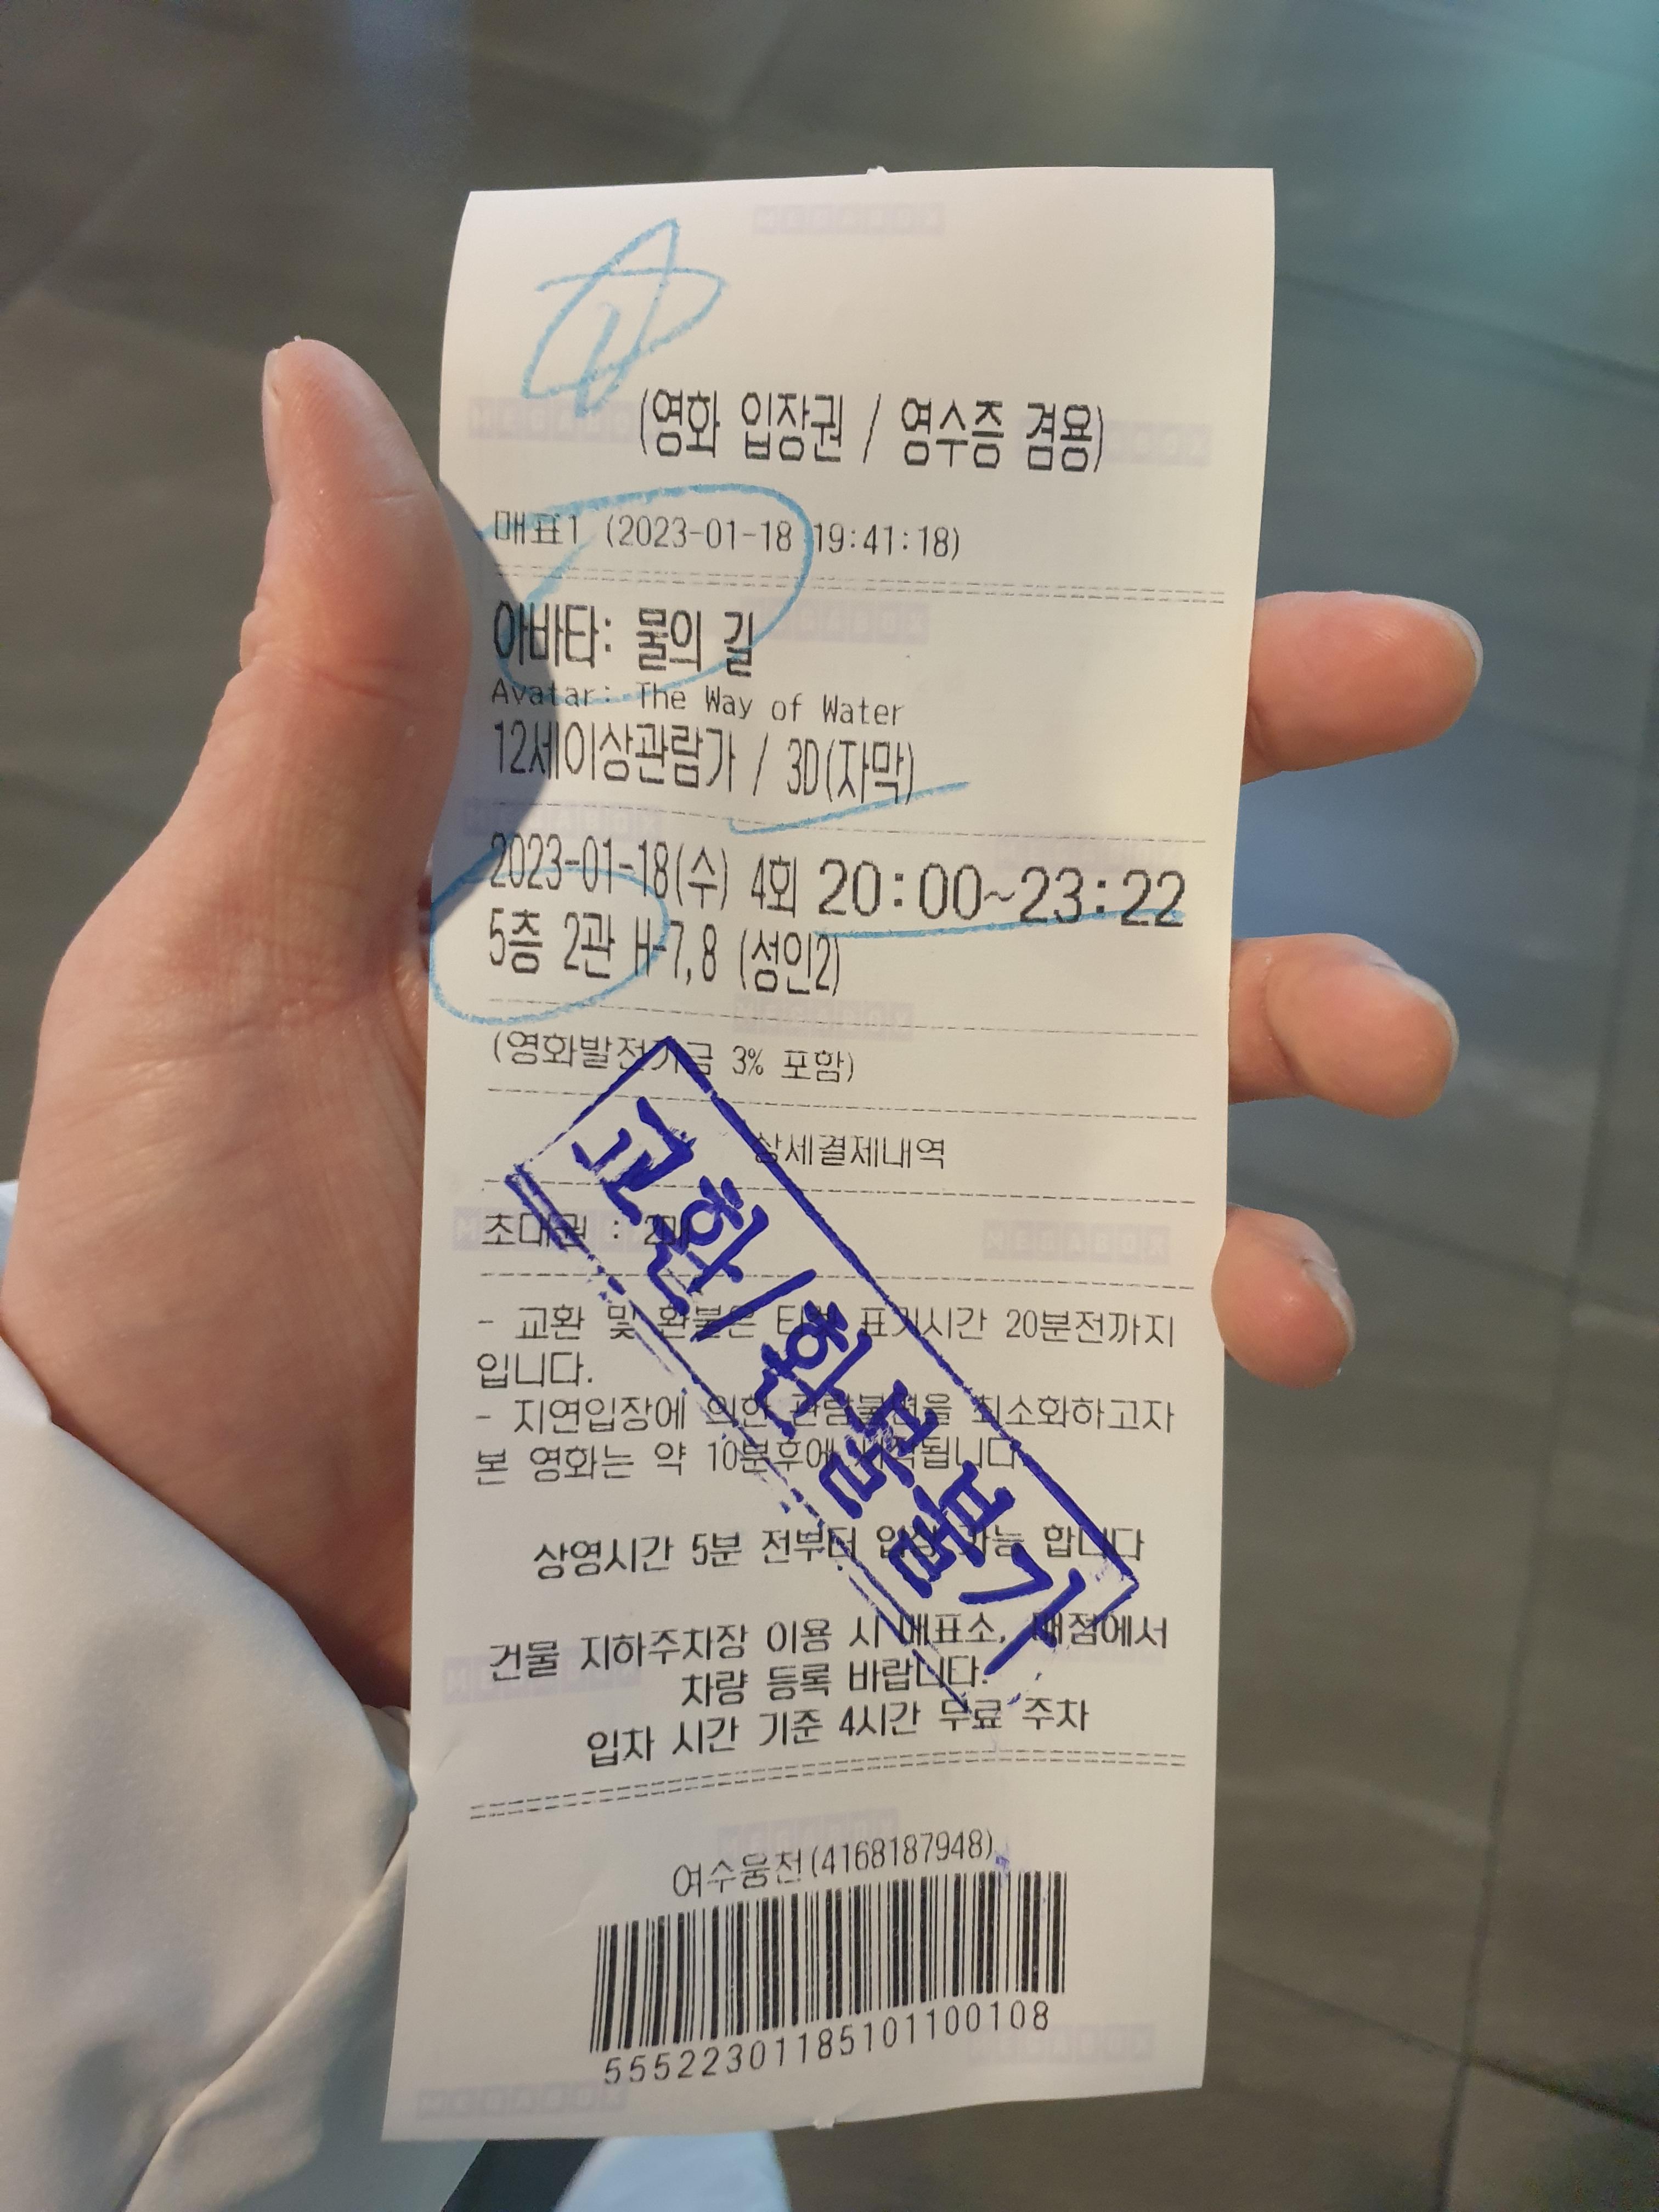 (영화 입장권 / 영수증 겸용)
매표1 (2023-01-18 19:41:18)
아바타: 물의 길
Avatar: The Way of Water
12세이상관람가 / 3D(자막)
2023-01-18(수) 4회 20:00~23:22
5층 2관 H-7,8 (성인2)
(영화발전기금 3% 포함)
상세결제내역
초대권 : 2매
교환/환불불가
- 교환 및 환불은 티켓 표기시간 20분전까지
입니다.
- 지연입장에 의한 관람불편을 최소화하고자
본 영화는 약 10분후에 시작됩니다
상영시간 5분 전부터 입장 가능 합니다
건물 지하주차장 이용 시 매표소, 매점에서
차량 등록 바랍니다.
입차 시간 기준 4시간 무료 주차
여수웅천(4168187948)
55522301185101100108